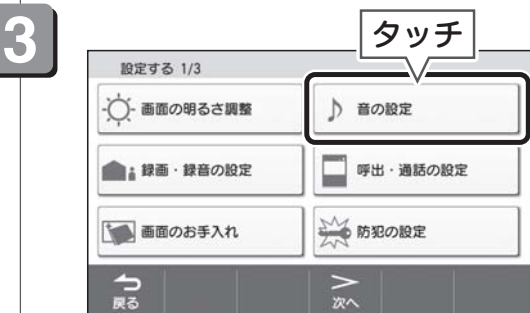 3
タッチ
設定する 1/3
画面の明るさ調整
音の設定
録画・録音の設定
呼出・通話の設定
画面のお手入れ
防犯の設定
戻る
次へ